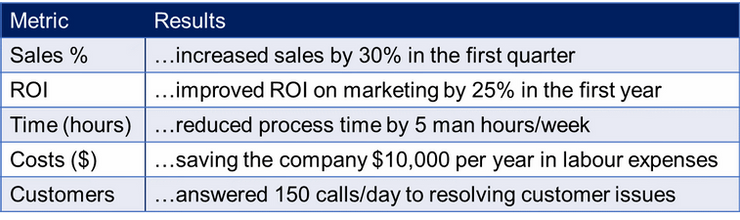 Metric Results
Sales % …increased sales by 30% in the first quarter
ROI …improved ROI on marketing by 25% in the first year
Time (hours) …reduced process time by 5 man hours/week
Costs ($) …saving the company $10,000 per year in labour expenses
Customers …answered 150 calls/day to resolving customer issues